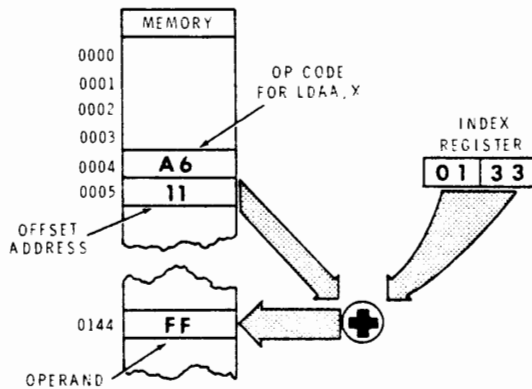 MEMORY
0000
0001
0002
0003
0004
0005
A6
11
OP CODE
FOR LDAA,X
INDEX
REGISTER
01 33
OFFSET
ADDRESS
0144
FF
OPERAND